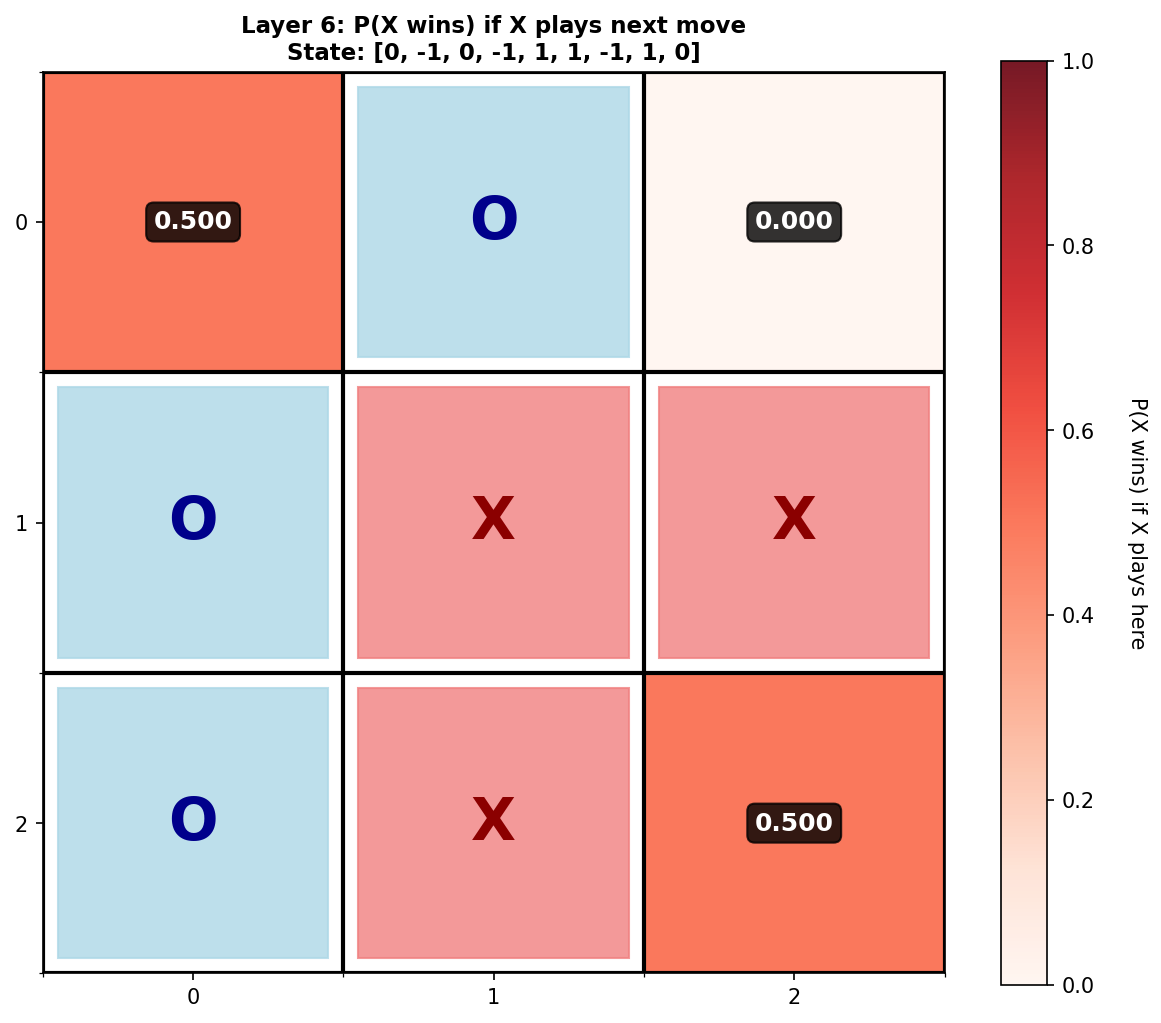 Layer 6: P(X wins) if X plays next move
State: [0, -1, 0, -1, 1, 1, -1, 1, 0]
0.500
O
0.000
O
X
X
O
X
0.500
0
1
2
0
1
2
1.0
0.8
0.6
0.4
0.2
0.0
P(X wins) if X plays here